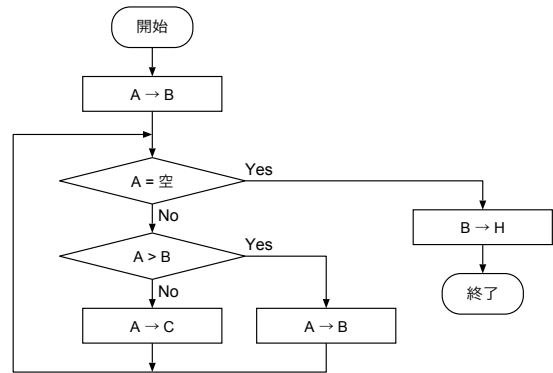 開始
A → B
A = 空
Yes
No
B → H
A > B
Yes
No
終了
A → C
A → B